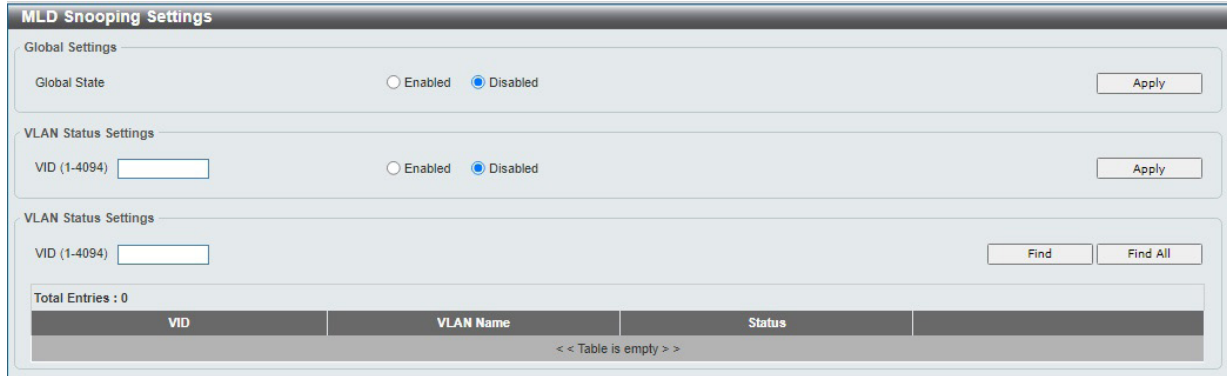 MLD Snooping Settings
Global Settings
Global State Enabled Disabled Apply
VLAN Status Settings
VID (1-4094) Enabled Disabled Apply
VLAN Status Settings
VID (1-4094) Find Find All
Total Entries : 0
VID VLAN Name Status
< < Table is empty > >